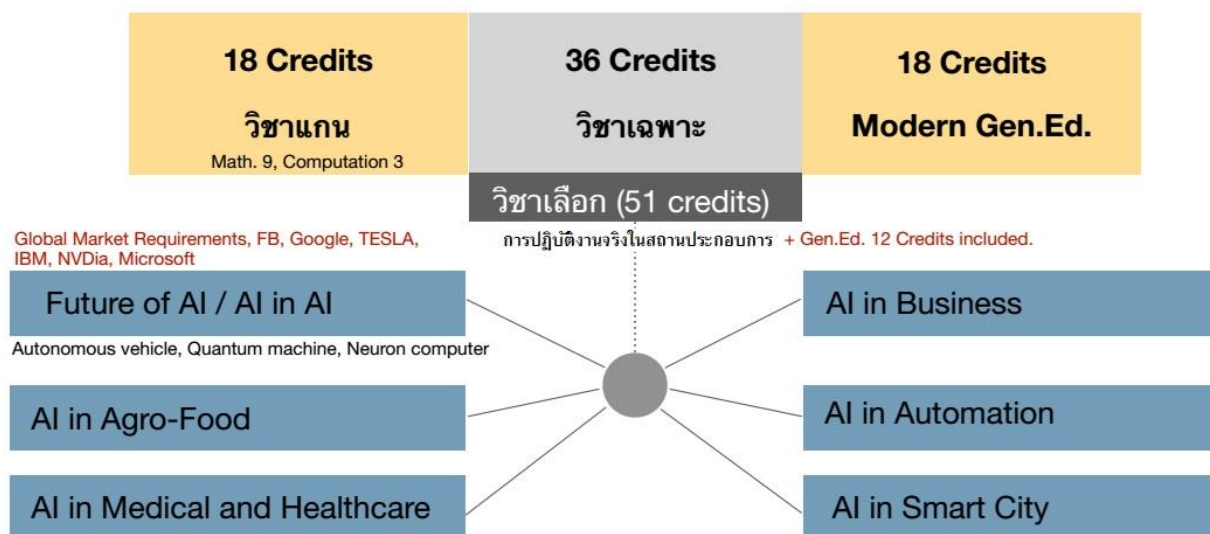 18 Credits
วิชาแกน
Math. 9, Computation 3
36 Credits
วิชาเฉพาะ
18 Credits
Modern Gen.Ed.
วิชาเลือก (51 credits)
Global Market Requirements, FB, Google, TESLA,
IBM, NVDia, Microsoft
การปฏิบัติงานจริงในสถานประกอบการ + Gen.Ed. 12 Credits included.
Future of AI / AI in AI
Autonomous vehicle, Quantum machine, Neuron computer
AI in Agro-Food
AI in Medical and Healthcare
AI in Business
AI in Automation
AI in Smart City